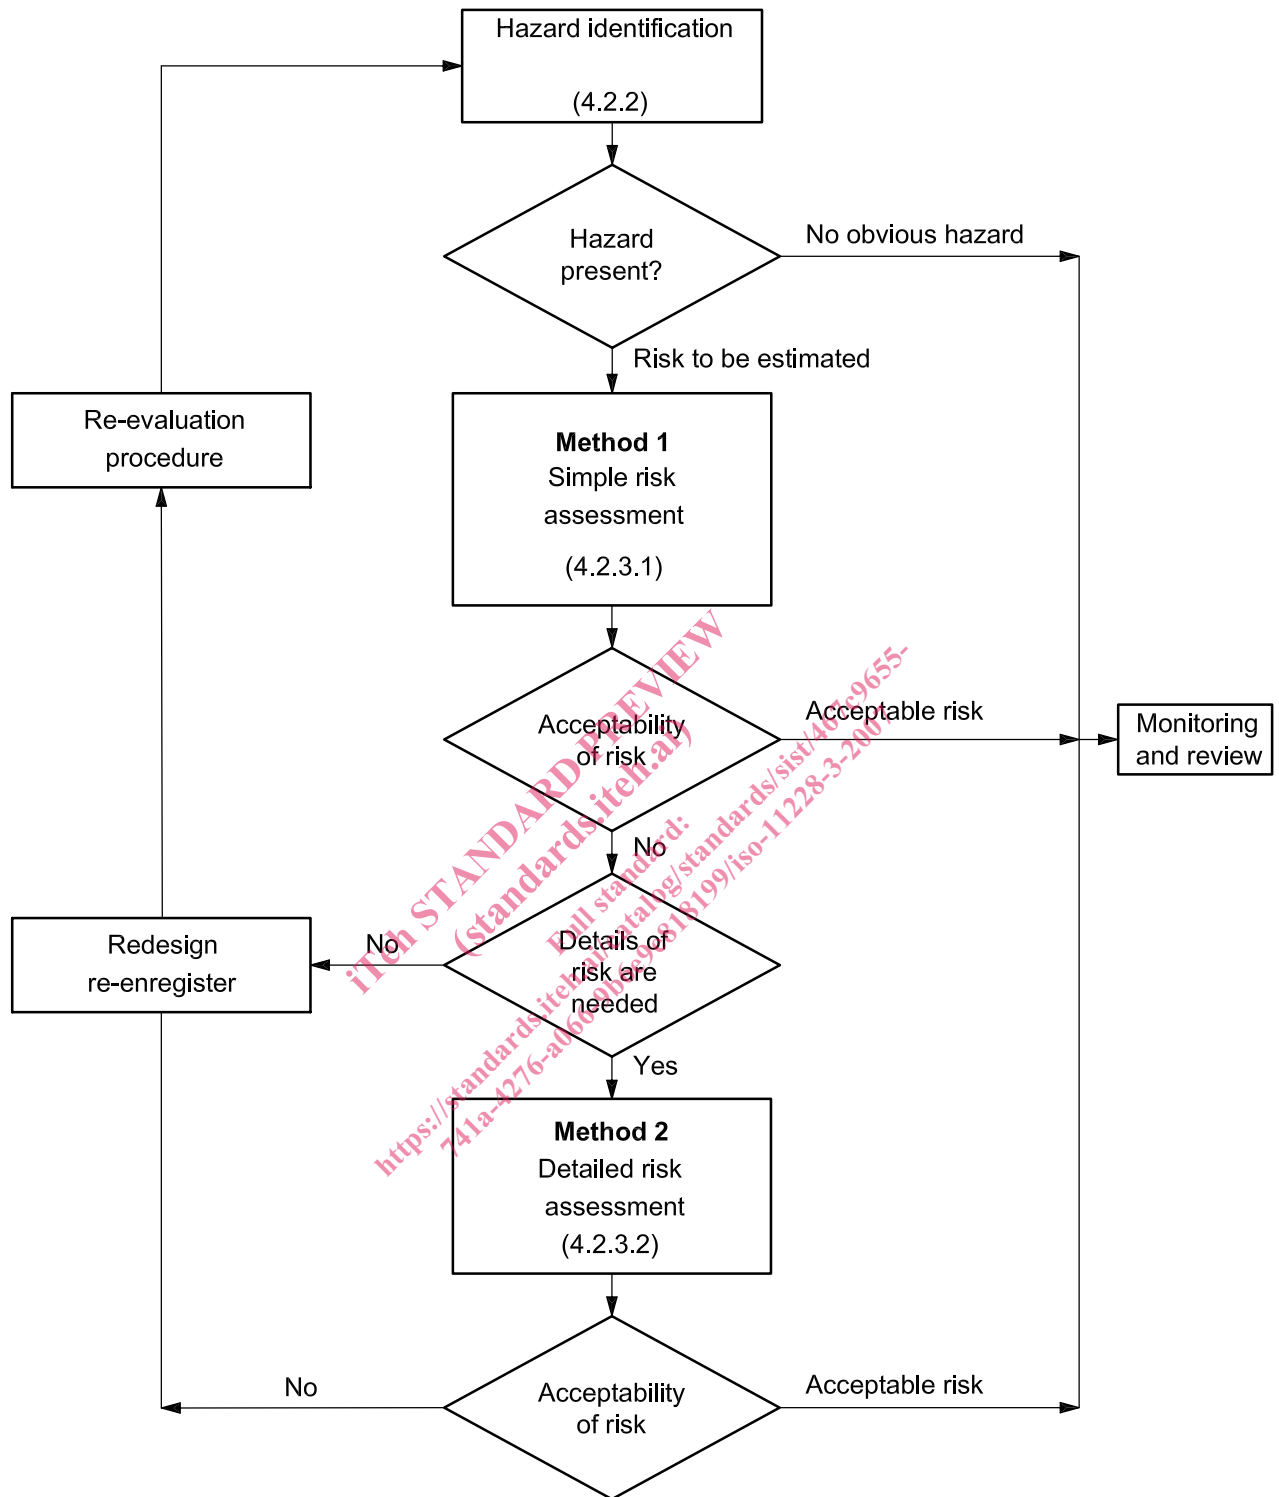 Hazard identification
(4.2.2)
Hazard
present?
No obvious hazard
Risk to be estimated
Re-evaluation
procedure
Method 1
Simple risk
assessment
(4.2.3.1)
Acceptability
of risk
Acceptable risk
Monitoring
and review
No
Details of
risk are
needed
No
Redesign
re-enregister
Yes
Method 2
Detailed risk
assessment
(4.2.3.2)
Acceptability
of risk
No
Acceptable risk
iTeh STANDARD PREVIEW
(standards.iteh.ai)
Full standard: